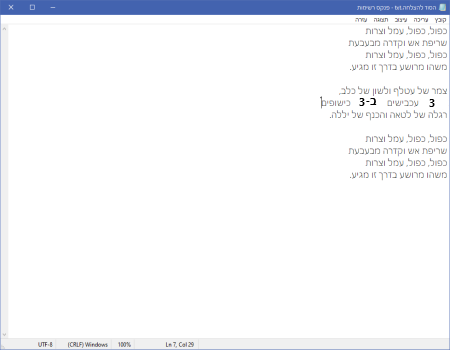 הסוד להצלחה.txt - פנקס רשימות
קובץ עריכה עיצוב תצוגה עזרה
כפול, כפול, עמל וצרות
שריפת אש וקדרה מבעבעת
כפול, כפול, עמל וצרות
משהו מרושע בדרך זו מגיע.
צמר של עטלף ולשון של כלב,
3 עכבישים ב-3 כישופים
רגלה של לטאה והכנף של יללה.
כפול, כפול, עמל וצרות
שריפת אש וקדרה מבעבעת
כפול, כפול, עמל וצרות
משהו מרושע בדרך זו מגיע.
Ln 7, Col 29 100% (CRLF) Windows UTF-8